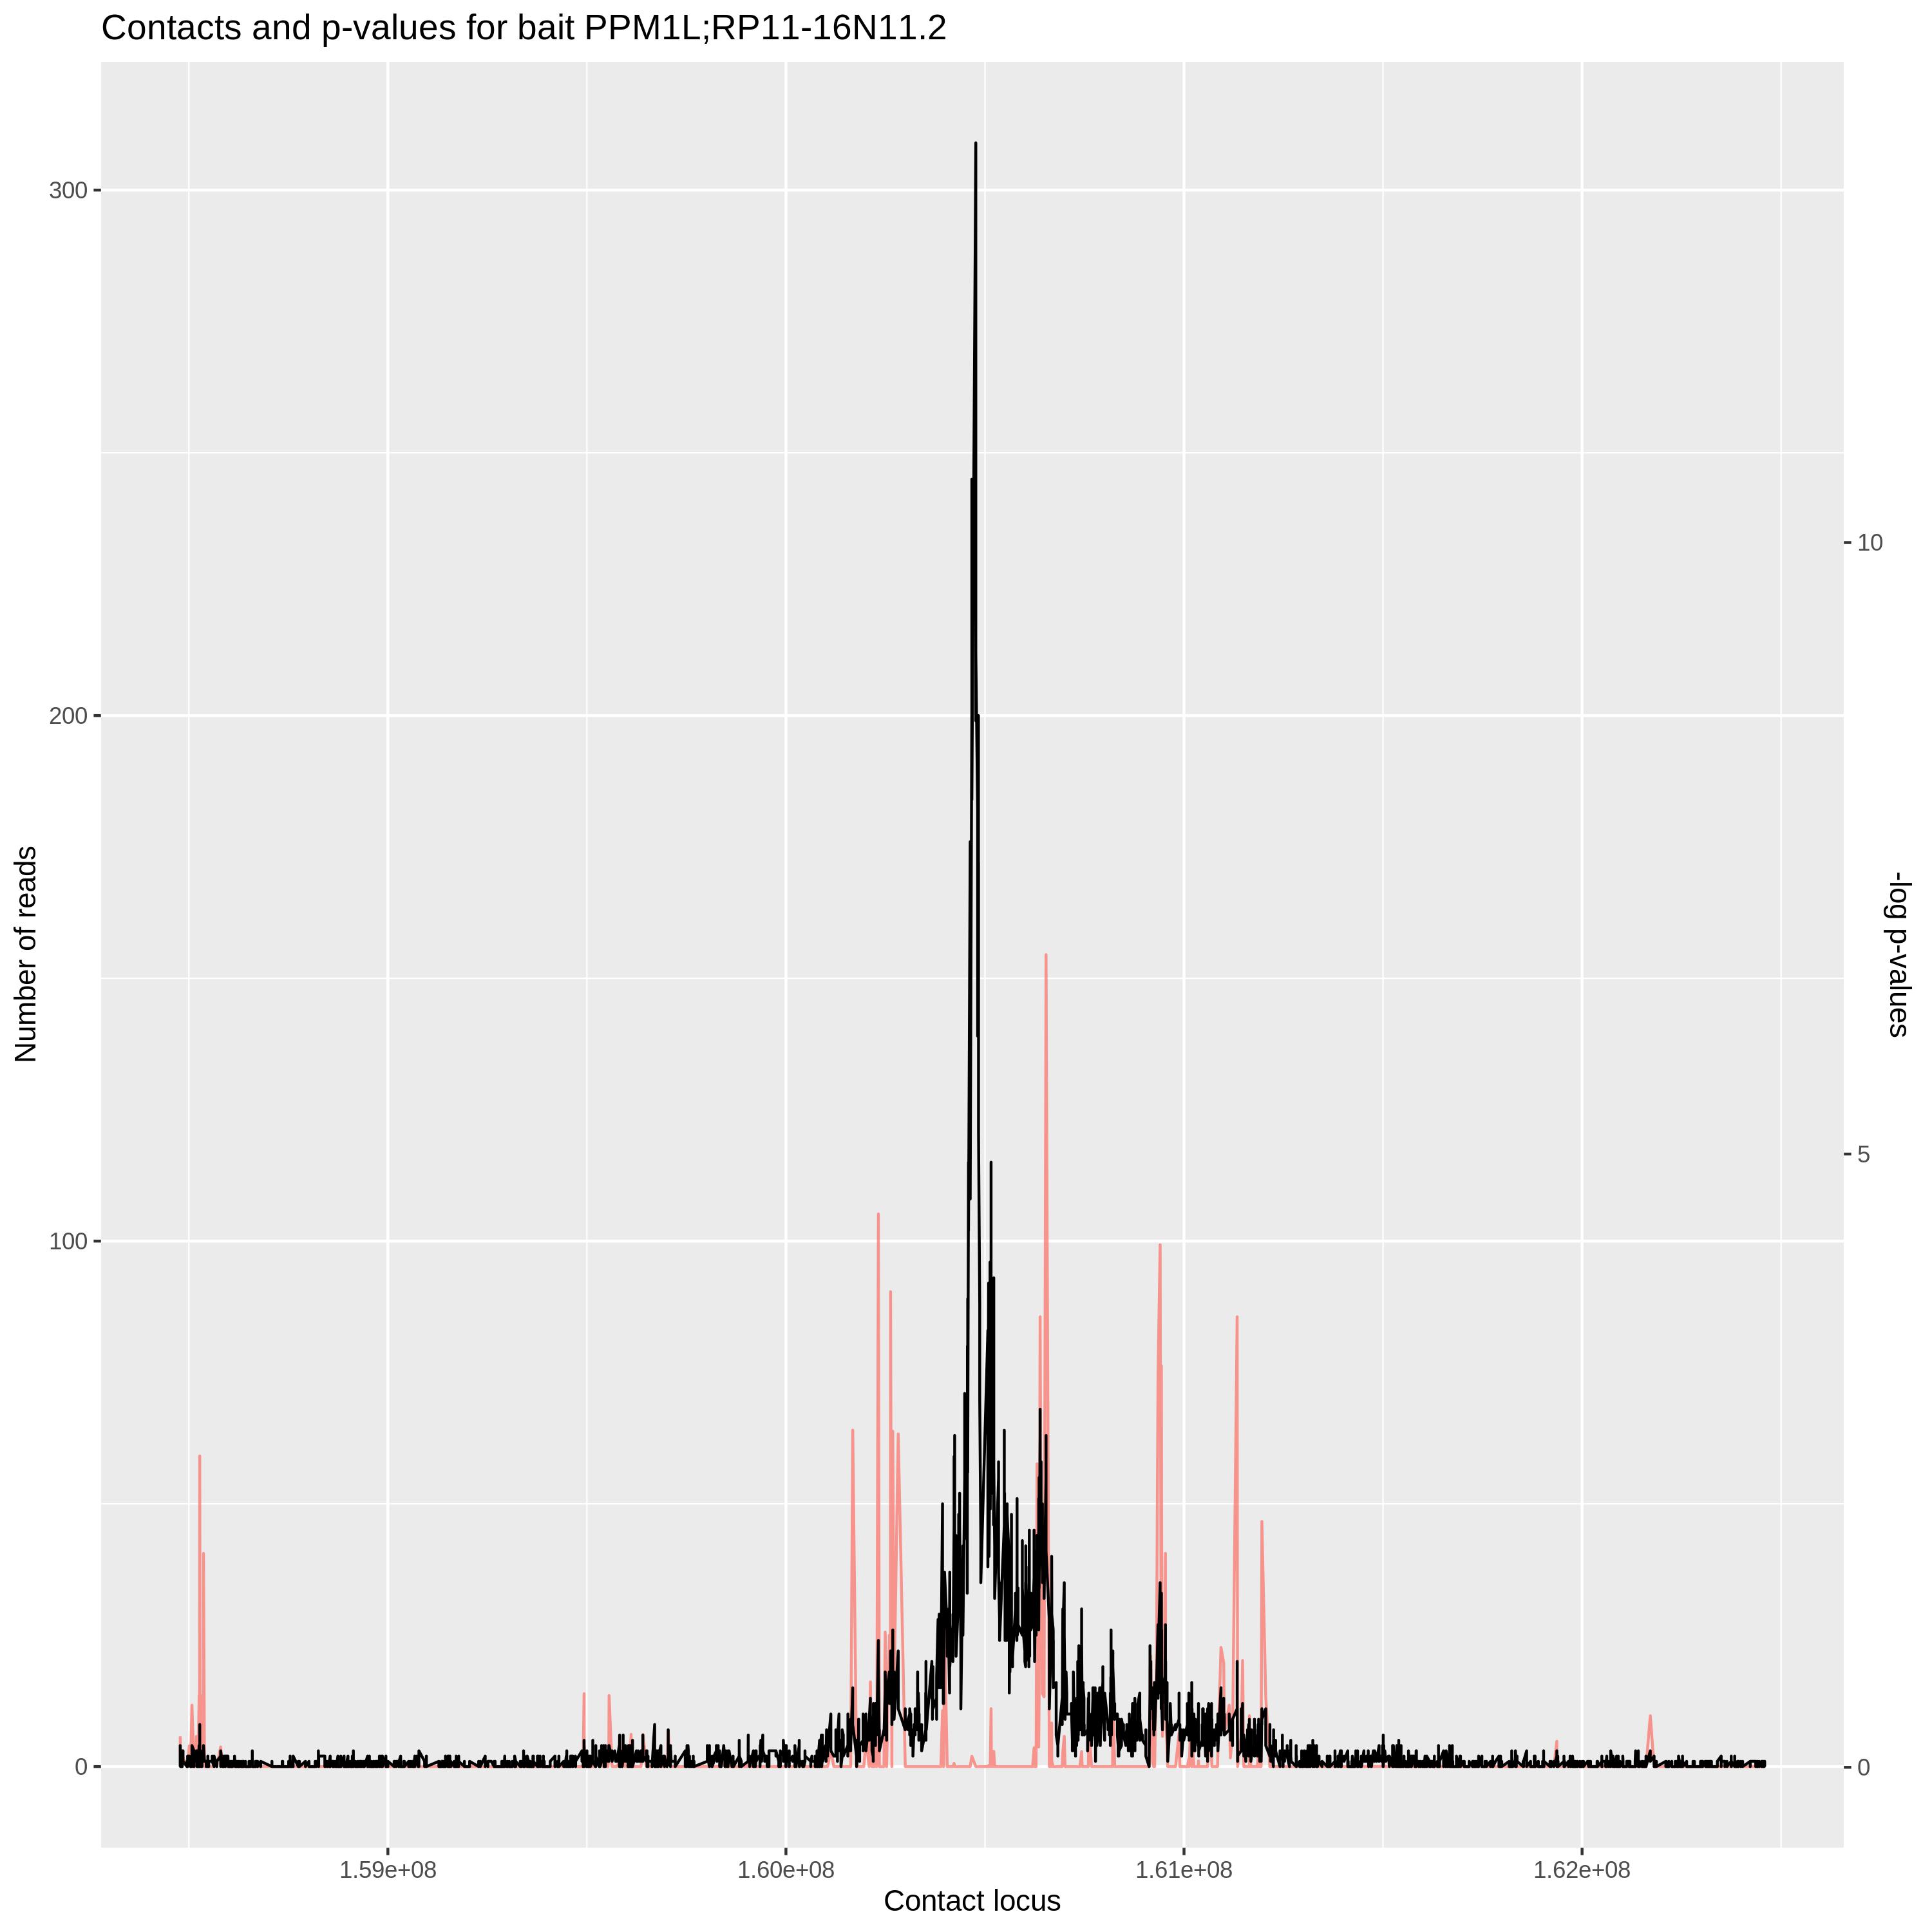 Contacts and p-values for bait PPM1L;RP11-16N11.2
300
200
100
0
Number of reads
10
5
0
-log p-values
1.59e+08
1.60e+08
1.61e+08
1.62e+08
Contact locus